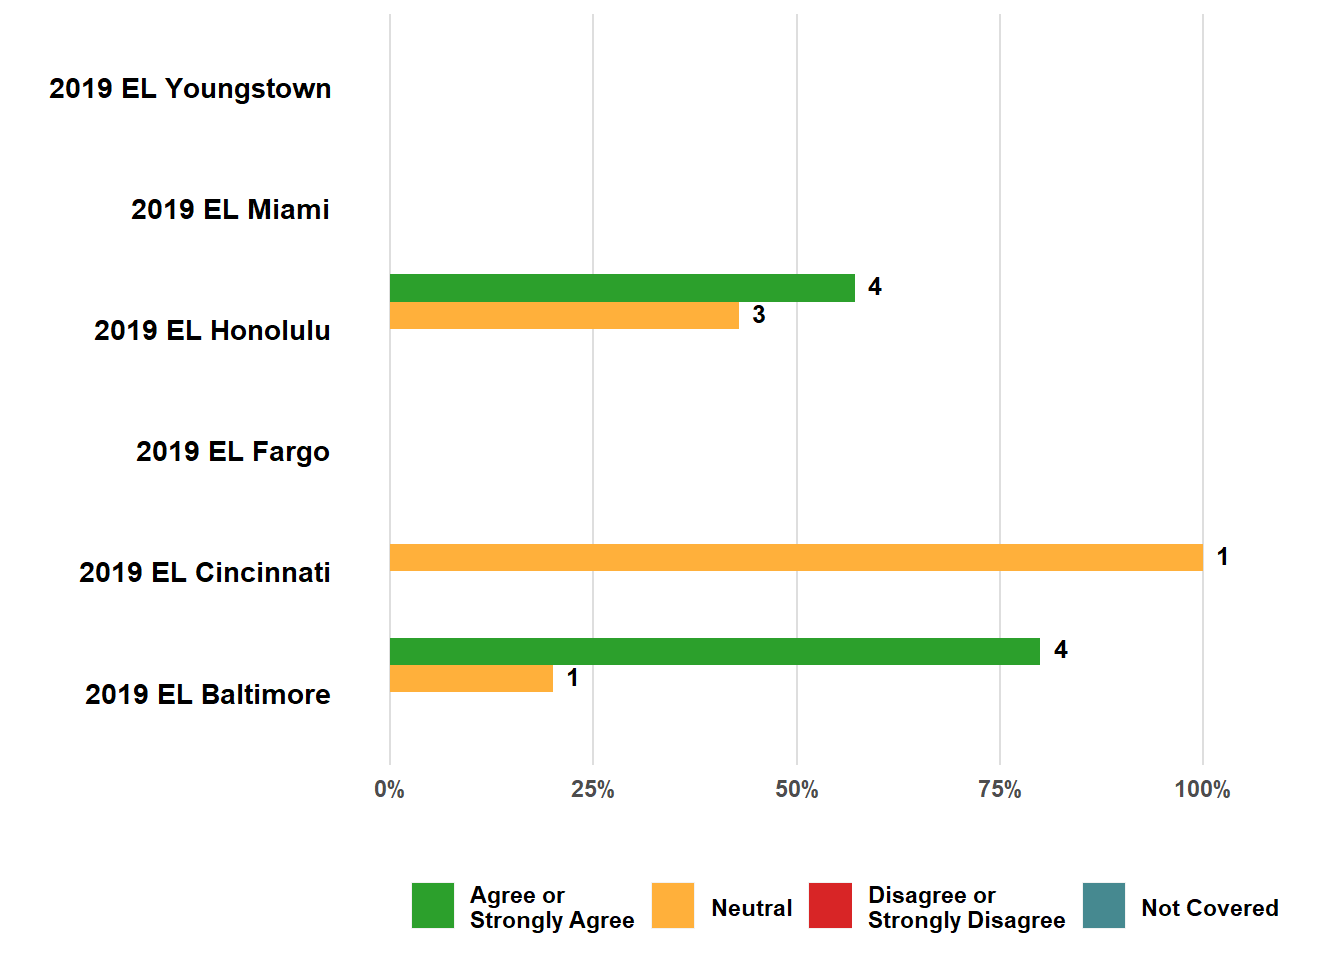 2019 EL Youngstown
2019 EL Miami
4
3
2019 EL Honolulu
2019 EL Fargo
1
2019 EL Cincinnati
4
1
2019 EL Baltimore
0% 25% 50% 75% 100%
Agree or
Strongly Agree
Neutral
Disagree or
Strongly Disagree
Not Covered